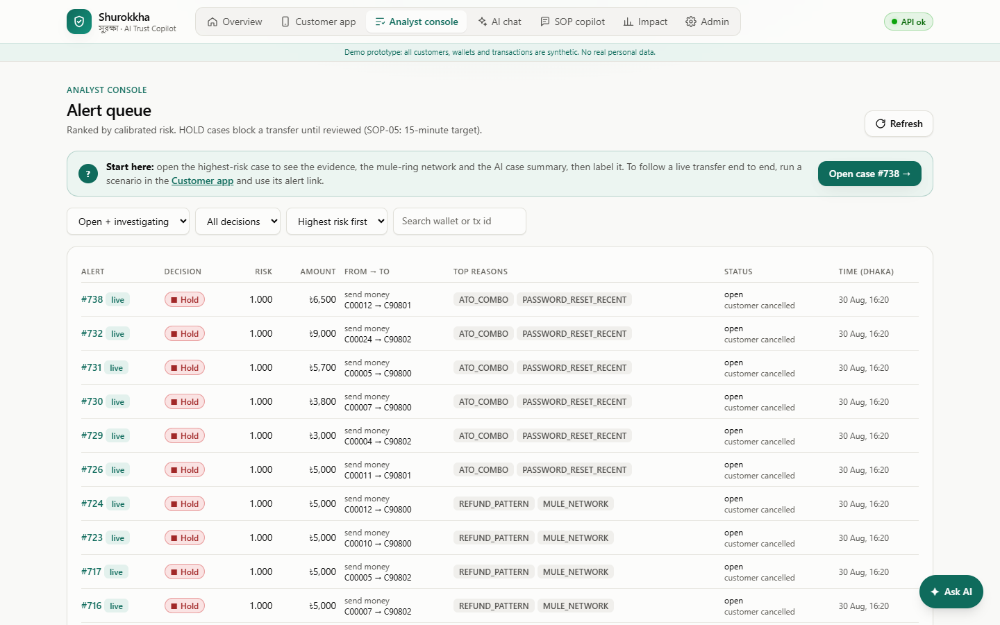 Shurokkha
সুরক্ষা · AI Trust Copilot
Overview
Customer app
Analyst console
AI chat
SOP copilot
Impact
Admin
API ok
Demo prototype: all customers, wallets and transactions are synthetic. No real personal data.
ANALYST CONSOLE
Alert queue
Ranked by calibrated risk. HOLD cases block a transfer until reviewed (SOP-05: 15-minute target).
Refresh
?
Start here: open the highest-risk case to see the evidence, the mule-ring network and the AI case summary, then label it. To follow a live transfer end to end, run a
scenario in the Customer app and use its alert link.
Open case #738 →
Open + investigating
All decisions
Highest risk first
Search wallet or tx id
ALERT DECISION RISK AMOUNT FROM → TO TOP REASONS STATUS TIME (DHAKA)
#738 live Hold 1.000 ৳6,500 send money ATO_COMBO PASSWORD_RESET_RECENT open 30 Aug, 16:20
C00012 → C90801 customer cancelled
#732 live Hold 1.000 ৳9,000 send money ATO_COMBO PASSWORD_RESET_RECENT open 30 Aug, 16:20
C00024 → C90802 customer cancelled
#731 live Hold 1.000 ৳5,700 send money ATO_COMBO PASSWORD_RESET_RECENT open 30 Aug, 16:20
C00005 → C90800 customer cancelled
#730 live Hold 1.000 ৳3,800 send money ATO_COMBO PASSWORD_RESET_RECENT open 30 Aug, 16:20
C00007 → C90800 customer cancelled
#729 live Hold 1.000 ৳3,000 send money ATO_COMBO PASSWORD_RESET_RECENT open 30 Aug, 16:20
C00004 → C90802 customer cancelled
#726 live Hold 1.000 ৳5,000 send money ATO_COMBO PASSWORD_RESET_RECENT open 30 Aug, 16:20
C00011 → C90801 customer cancelled
#724 live Hold 1.000 ৳5,000 send money REFUND_PATTERN MULE_NETWORK open 30 Aug, 16:20
C00012 → C90800 customer cancelled
#723 live Hold 1.000 ৳5,000 send money REFUND_PATTERN MULE_NETWORK open 30 Aug, 16:20
C00010 → C90800 customer cancelled
#717 live Hold 1.000 ৳5,000 send money REFUND_PATTERN MULE_NETWORK open 30 Aug, 16:20
C00005 → C90802 customer cancelled
#716 live Hold 1.000 ৳5,000 send money REFUND_PATTERN MULE_NETWORK open 30 Aug, 16:20
C00007 → C90802 customer cancelled
Ask AI